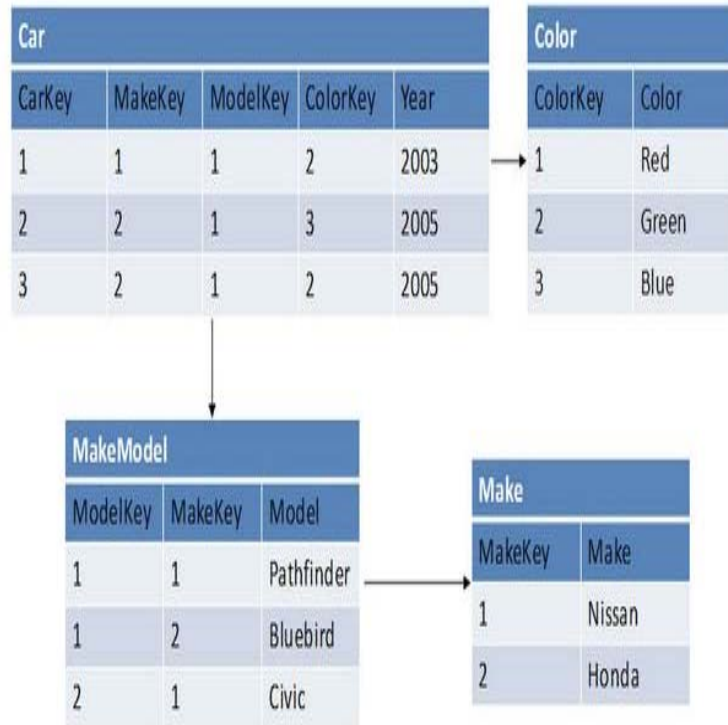 Car
CarKey MakeKey ModelKey ColorKey Year
1 1 1 2 2003
2 2 1 3 2005
3 2 1 2 2005
Color
ColorKey Color
1 Red
2 Green
3 Blue
MakeModel
ModelKey MakeKey Model
1 1 Pathfinder
1 2 Bluebird
2 1 Civic
Make
MakeKey Make
1 Nissan
2 Honda